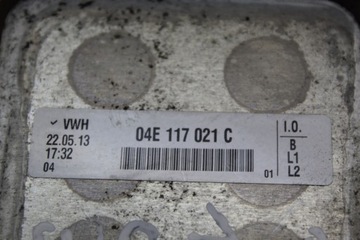 ✓ VWH
22.05.13
17:32
04
04E 117 021 C
01
I.O.
B
L1
L2